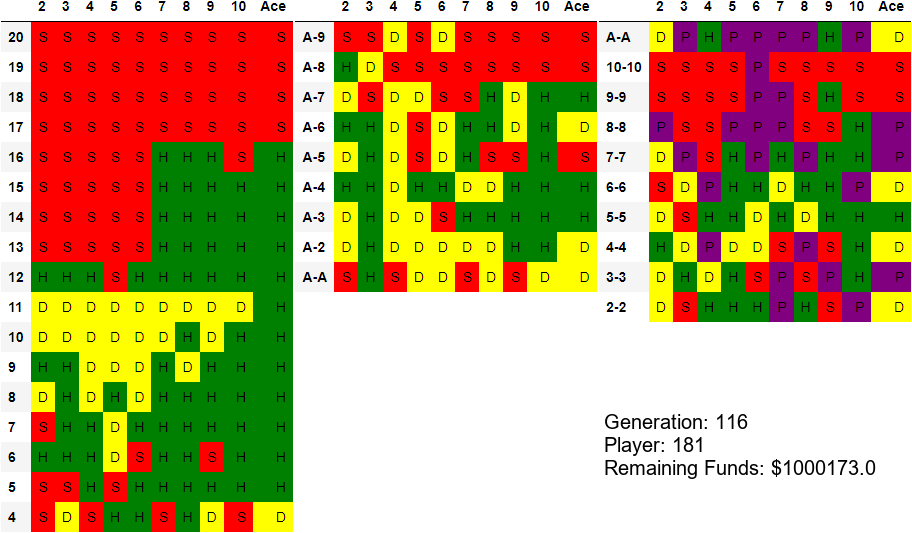 2 3 4 5 6 7 8 9 10 Ace
20 S S S S S S S S S S
19 S S S S S S S S S S
18 S S S S S S S S S S
17 S S S S S S S S S S
16 S S S S S H H H S H
15 S S S S S H H H H H
14 S S S S S H H H H H
13 S S S S S H H H H H
12 H H H S H H H H H H
11 D D D D D D D D D H
10 D D D D D D H D H H
9 H H D D D H D H H H
8 D H D H D H H H H H
7 S H H D H H H H H H
6 H H H D S H H S H H
5 S S H S H H H H H H
4 S D S H H S H D S D
2 3 4 5 6 7 8 9 10 Ace
A-9 S S D S D S S S S S
A-8 H D S S S S S S S S
A-7 D S D D S S H D H H
A-6 H H D S D H H D H D
A-5 D H D S D H S S H S
A-4 H H D H H D D H H H
A-3 D H D D S H H H H H
A-2 D H D D D D D H H D
A-A S H S D D S D S D D
2 3 4 5 6 7 8 9 10 Ace
A-A D P H P P P P H P D
10-10 S S S S P S S S S S
9-9 S S S S P P S H S S
8-8 P S S P P P S S H P
7-7 D P S H P H P H H P
6-6 S D P H H D H H P D
5-5 D S H H D H D H H H
4-4 H D P D D S P S H D
3-3 D H D H S P S P H P
2-2 D S H H H P H S P D
Generation: 116
Player: 181
Remaining Funds: $1000173.0